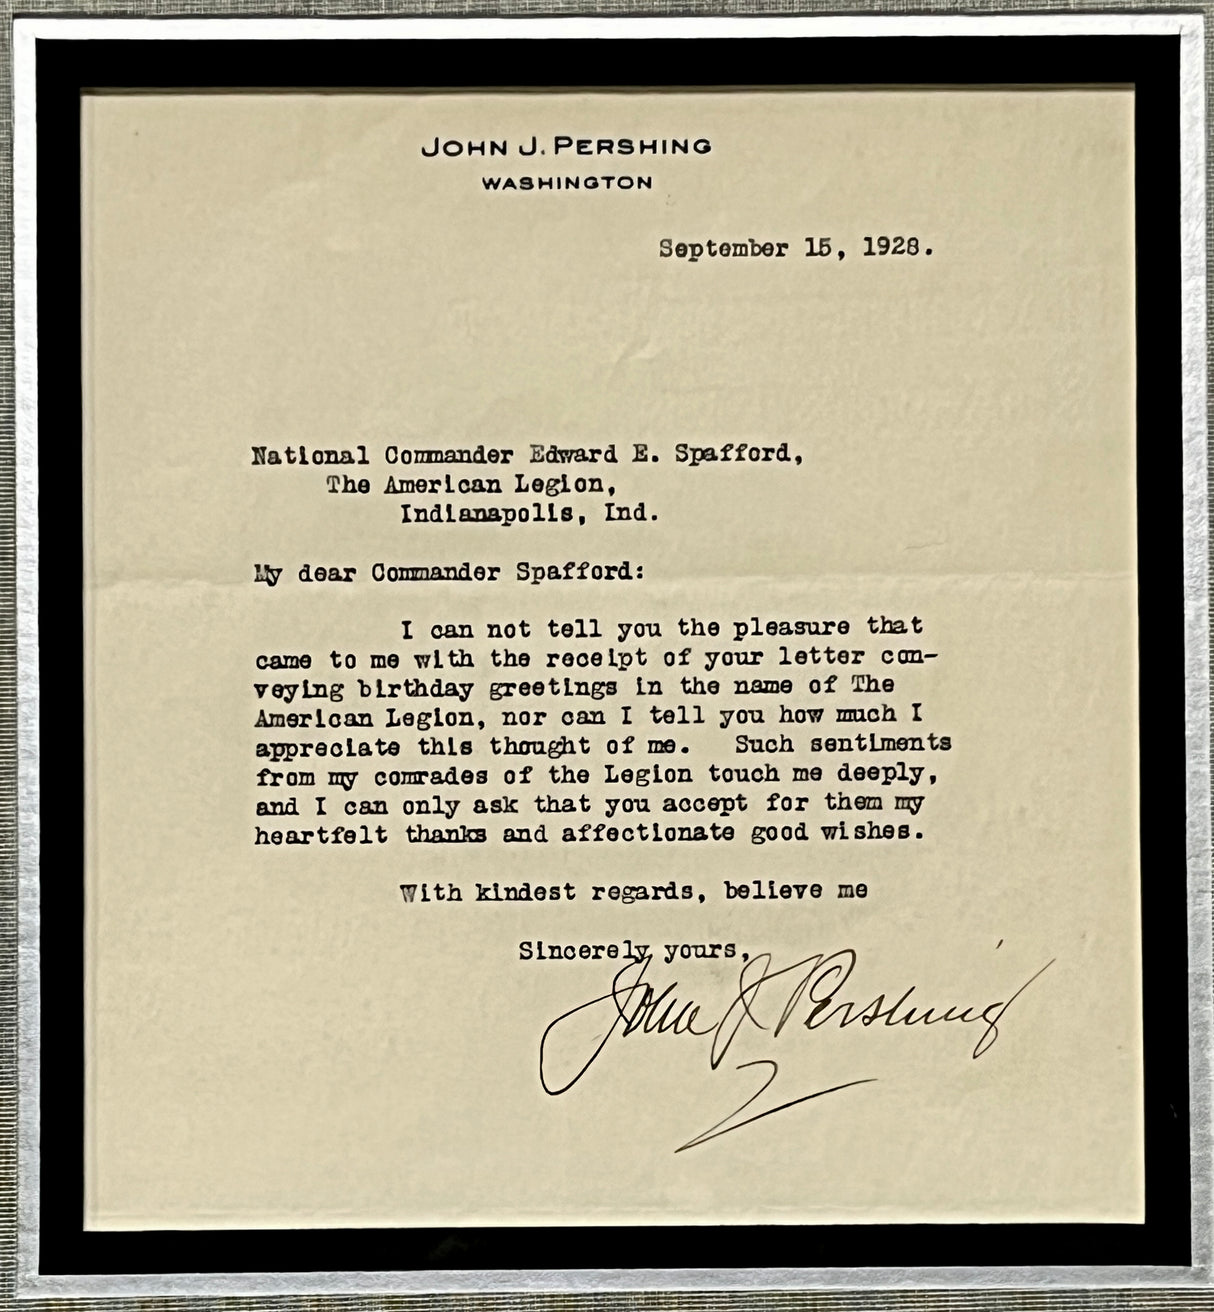 JOHN J. PERSHING
WASHINGTON
September 15, 1928.
National Commander Edward E. Spafford,
The American Legion,
Indianapolis, Ind.
My dear Commander Spafford:
I can not tell you the pleasure that
came to me with the receipt of your letter con-
veying birthday greetings in the name of The
American Legion, nor can I tell you how much I
appreciate this thought of me. Such sentiments
from my comrades of the Legion touch me deeply,
and I can only ask that you accept for them my
heartfelt thanks and affectionate good wishes.
With kindest regards, believe me
Sincerely yours,
John J Pershing